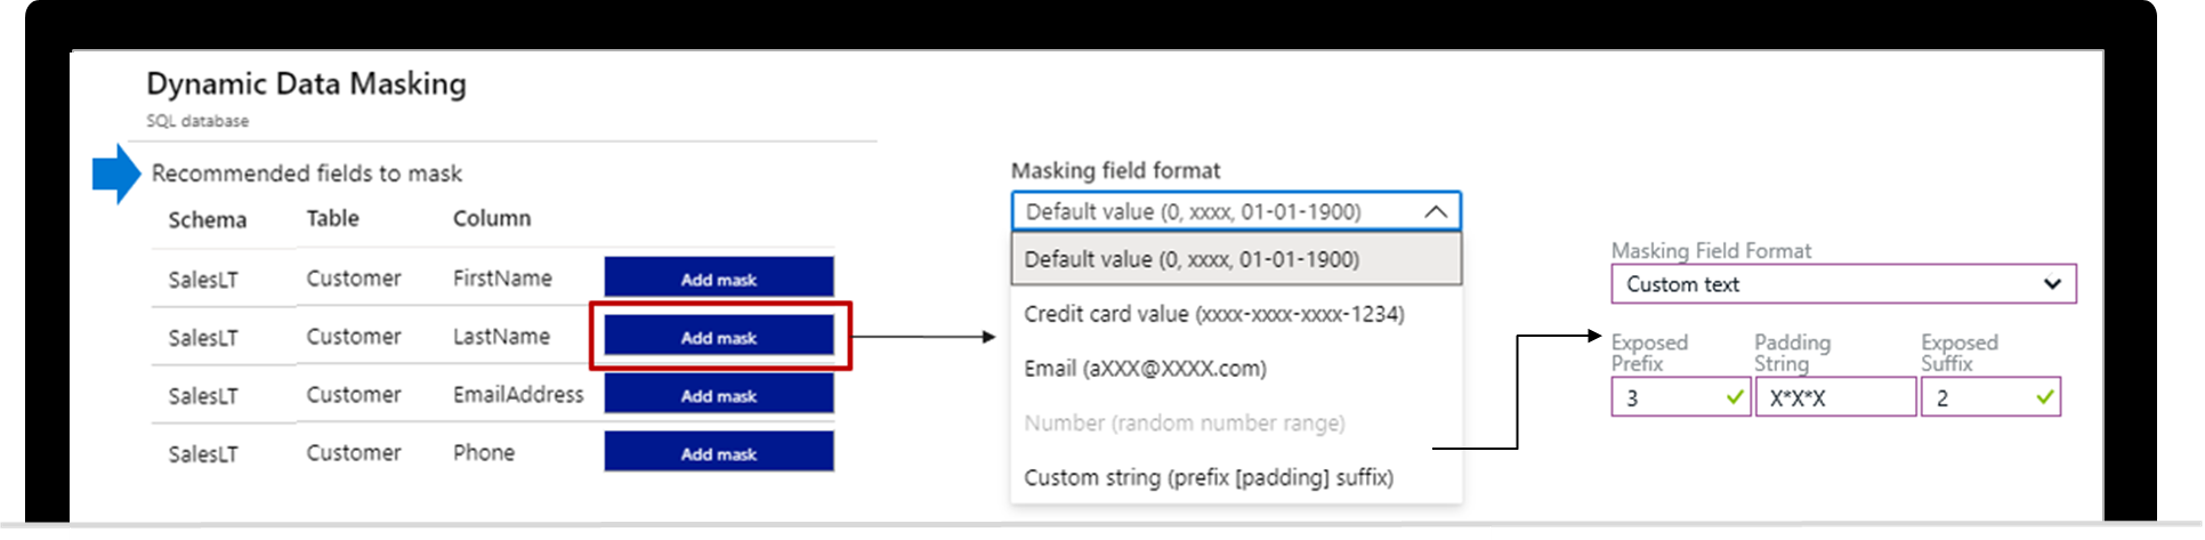 Dynamic Data Masking
SQL database
Recommended fields to mask
Schema Table Column
SalesLT Customer FirstName Add mask
SalesLT Customer LastName Add mask
SalesLT Customer EmailAddress Add mask
SalesLT Customer Phone Add mask
Masking field format
Default value (0, xxxx, 01-01-1900)
Default value (0, xxxx, 01-01-1900)
Credit card value (xxxx-xxxx-xxxx-1234)
Email (aXXX@XXXX.com)
Number (random number range)
Custom string (prefix [padding] suffix)
Masking Field Format
Custom text
Exposed Padding Exposed
Prefix String Suffix
3 X*X*X 2